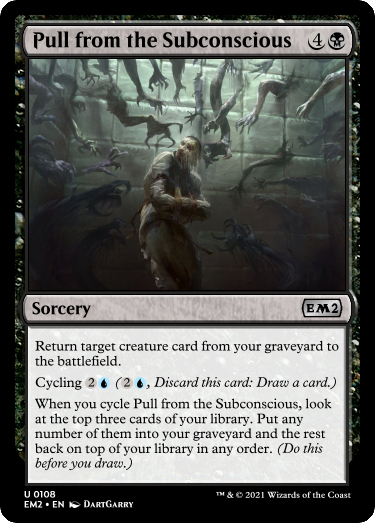 Pull from the Subconscious 4
Sorcery EM2
Return target creature card from your graveyard to
the battlefield.
Cycling 2 (2, Discard this card: Draw a card.)
When you cycle Pull from the Subconscious, look
at the top three cards of your library. Put any
number of them into your graveyard and the rest
back on top of your library in any order. (Do this
before you draw.)
U 0108
EM2 • EN DartGarry
™ & © 2021 Wizards of the Coast